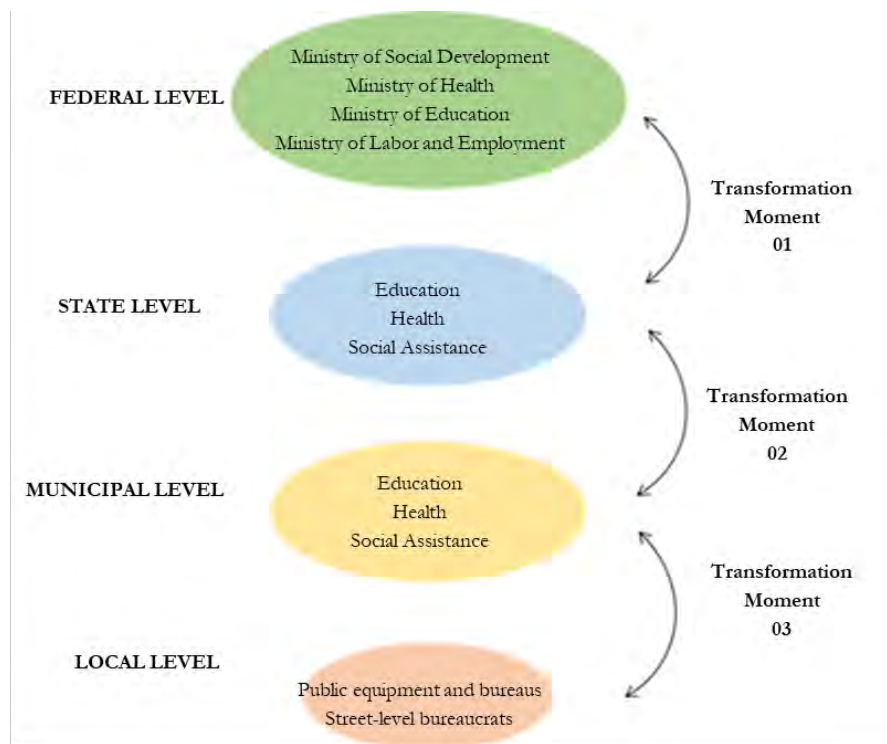 FEDERAL LEVEL
Ministry of Social Development
Ministry of Health
Ministry of Education
Ministry of Labor and Employment
Transformation
Moment
01
STATE LEVEL
Education
Health
Social Assistance
Transformation
Moment
02
MUNICIPAL LEVEL
Education
Health
Social Assistance
Transformation
Moment
03
LOCAL LEVEL
Public equipment and bureaus
Street-level bureaucrats